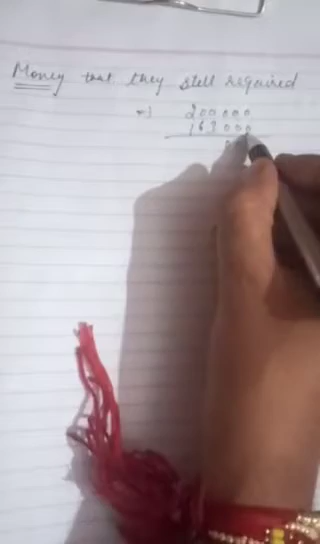 Money that they still required
=) 200000
163000